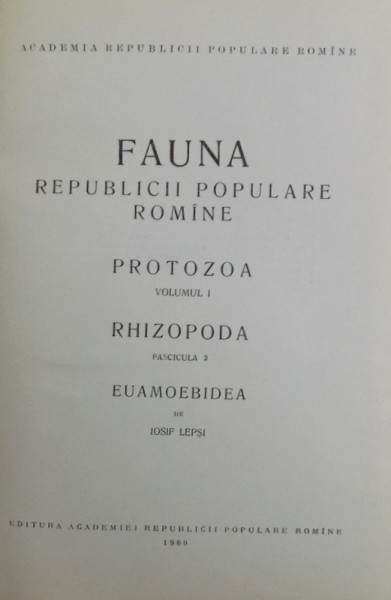 ACADEMIA REPUBLICII POPULARE ROMÎNE
FAUNA
REPUBLICII POPULARE
ROMÎNE
PROTOZOA
VOLUMUL I
RHIZOPODA
FASCICULA 2
EUAMOEBIDEA
DE
IOSIF LEPȘI
EDITURA ACADEMIEI REPUBLICII POPULARE ROMÎNE
1960